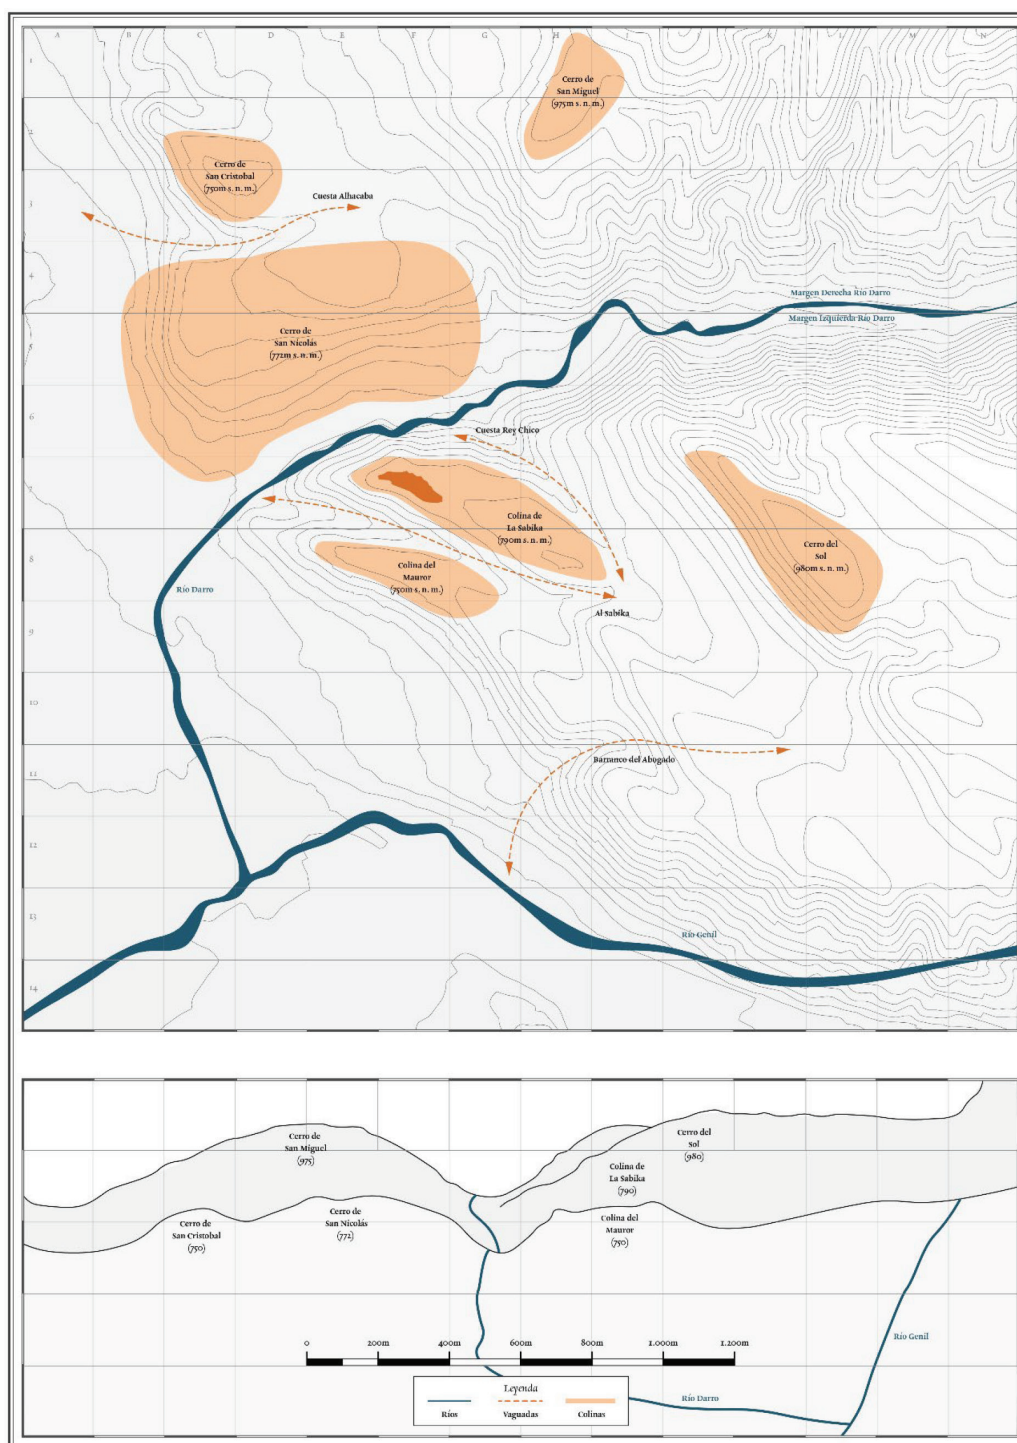 A B C D E F G H I J K L M N
1
Cerro de
San Miguel
(975m s. n. m.)
2
Cerro de
San Cristobal
(750m s. n. m.)
3
Cuesta Alhacaba
4
Margen Derecha Río Darro
Margen Izquierda Río Darro
Cerro de
San Nicolás
(772m s. n. m.)
5
6
Cuesta Rey Chico
7
Colina de
La Sabika
(790m s. n. m.)
Cerro del
Sol
(980m s. n. m.)
8
Colina del
Mauror
(750m s. n. m.)
Río Darro
Al Sabika
9
10
11
Barranco del Abogado
12
13
Río Genil
14
Cerro de
San Miguel
(975)
Cerro del
Sol
(980)
Colina de
La Sabika
(790)
Cerro de
San Cristobal
(750)
Cerro de
San Nicolás
(772)
Colina del
Mauror
(750)
Río Genil
0 200m 400m 600m 800m 1.000m 1.200m
Leyenda
Ríos Vaguadas Colinas
Río Darro